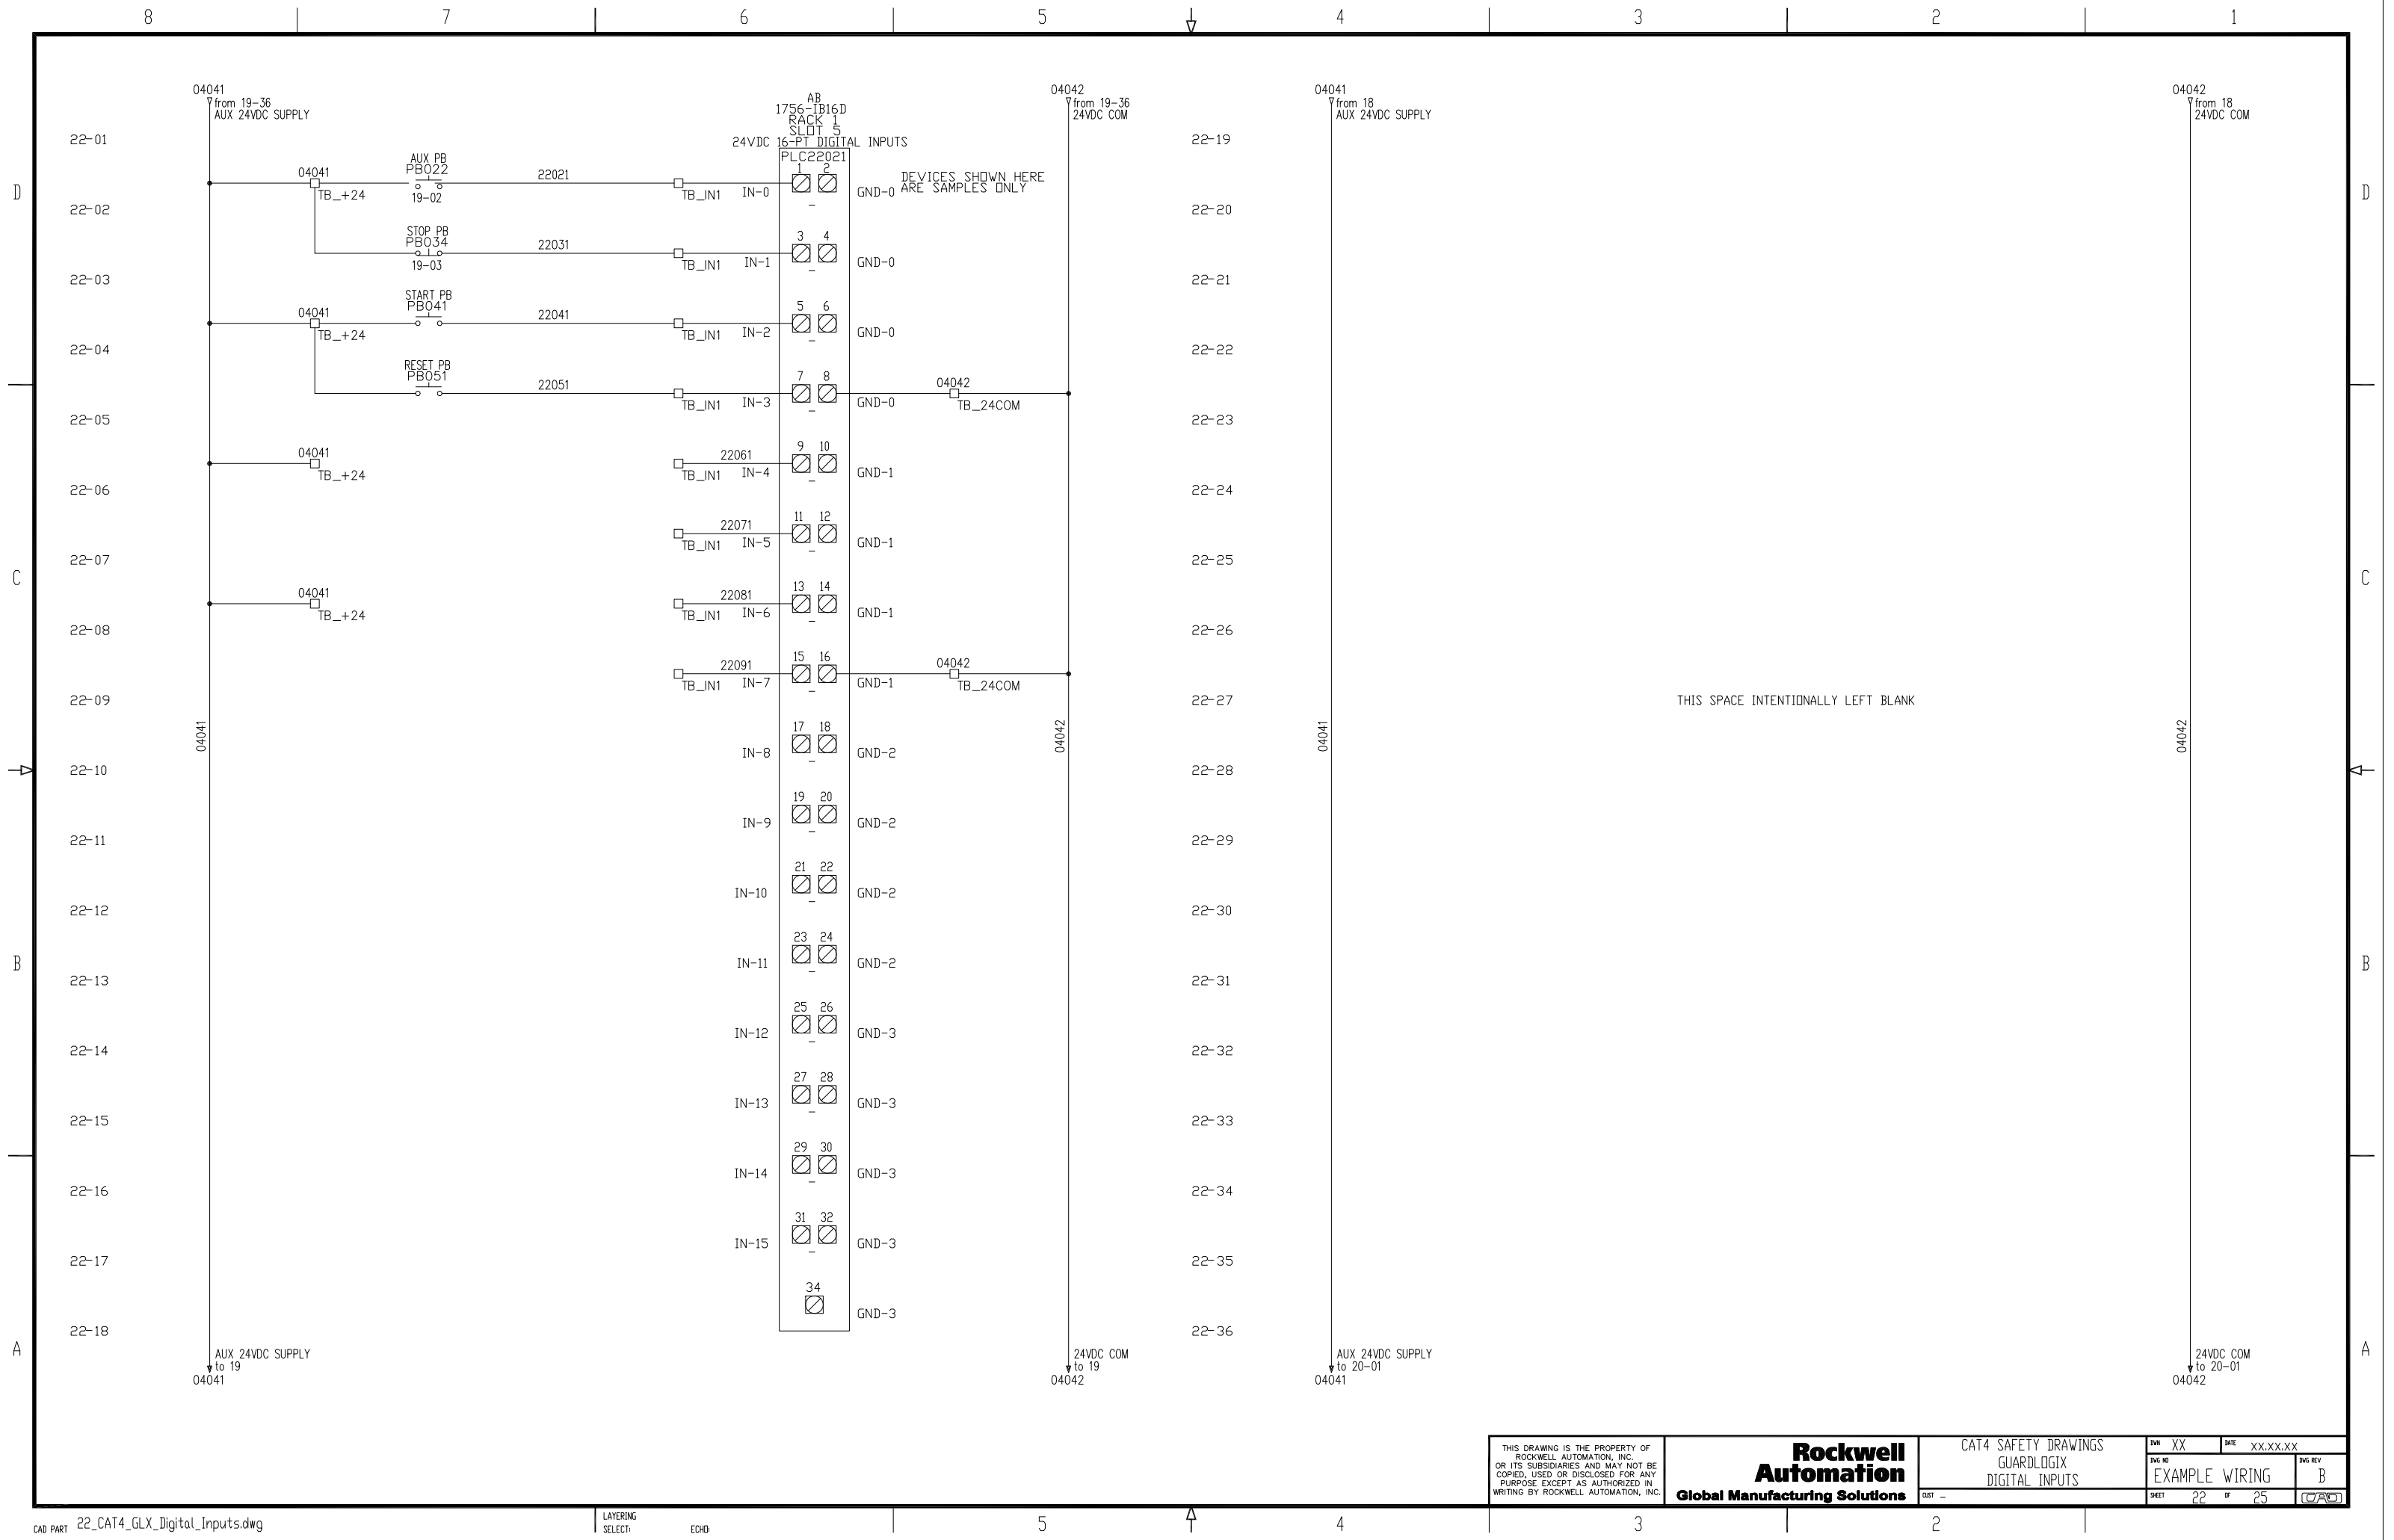 8 7 6 5 4 3 2 1
04041
from 19-36
AUX 24VDC SUPPLY
AB
1756-IB16D
RACK 1
SLOT 5
24VDC 16-PT DIGITAL INPUTS
PLC22021
04042
from 19-36
24VDC COM
04041
from 18
AUX 24VDC SUPPLY
04042
from 18
24VDC COM
22-01
22-19
D
04041
TB_+24
AUX PB
PB022
19-02
22021
TB_IN1
IN-0
1 2
GND-0
DEVICES SHOWN HERE
ARE SAMPLES ONLY
D
22-02
22-20
STOP PB
PB034
19-03
22031
TB_IN1
IN-1
3 4
GND-0
22-03
22-21
04041
TB_+24
START PB
PB041
22041
TB_IN1
IN-2
5 6
GND-0
22-04
22-22
RESET PB
PB051
22051
TB_IN1
IN-3
7 8
GND-0
04042
TB_24COM
22-05
22-23
04041
TB_+24
22061
TB_IN1
IN-4
9 10
GND-1
22-06
22-24
22071
TB_IN1
IN-5
11 12
GND-1
22-07
22-25
C
C
04041
TB_+24
22081
TB_IN1
IN-6
13 14
GND-1
22-08
22-26
22091
TB_IN1
IN-7
15 16
GND-1
04042
TB_24COM
22-09
22-27
THIS SPACE INTENTIONALLY LEFT BLANK
04041
04042
04041
04042
IN-8
17 18
GND-2
22-10
22-28
IN-9
19 20
GND-2
22-11
22-29
IN-10
21 22
GND-2
22-12
22-30
B
IN-11
23 24
GND-2
B
22-13
22-31
IN-12
25 26
GND-3
22-14
22-32
IN-13
27 28
GND-3
22-15
22-33
IN-14
29 30
GND-3
22-16
22-34
IN-15
31 32
GND-3
22-17
22-35
34
GND-3
22-18
22-36
A
A
AUX 24VDC SUPPLY
to 19
04041
24VDC COM
to 19
04042
AUX 24VDC SUPPLY
to 20-01
04041
24VDC COM
to 20-01
04042
THIS DRAWING IS THE PROPERTY OF
ROCKWELL AUTOMATION, INC.
OR ITS SUBSIDIARIES AND MAY NOT BE
COPIED, USED OR DISCLOSED FOR ANY
PURPOSE EXCEPT AS AUTHORIZED IN
WRITING BY ROCKWELL AUTOMATION, INC.
Rockwell
Automation
Global Manufacturing Solutions
CAT4 SAFETY DRAWINGS
GUARDLOGIX
DIGITAL INPUTS
CUST -
DWN XX
DATE XX.XX.XX
DWG NO
EXAMPLE WIRING
DWG REV
B
SHEET 22 OF 25
CAD
CAD PART 22_CAT4_GLX_Digital_Inputs.dwg
LAYERING
SELECT:
ECHO:
5 4 3 2